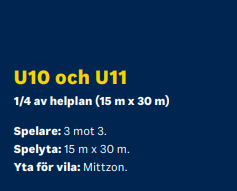 U10 och U11
1/4 av helplan (15 m x 30 m)
Spelare: 3 mot 3.
Spelyta: 15 m x 30 m.
Yta för vila: Mittzon.